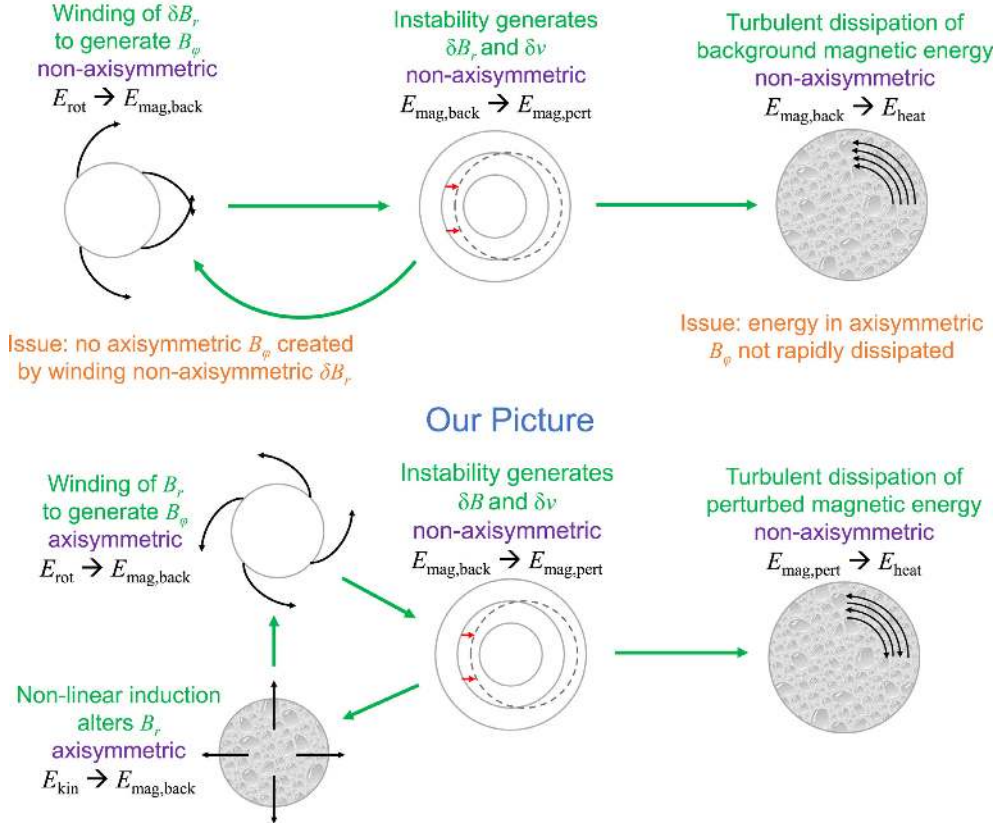 Winding of δB_r
to generate B_φ
non-axisymmetric
E_rot → E_mag,back
Instability generates
δB_r and δv
non-axisymmetric
E_mag,back → E_mag,pert
Turbulent dissipation of
background magnetic energy
non-axisymmetric
E_mag,back → E_heat
Issue: no axisymmetric B_φ created
by winding non-axisymmetric δB_r
Issue: energy in axisymmetric
B_φ not rapidly dissipated
Our Picture
Winding of B_r
to generate B_φ
axisymmetric
E_rot → E_mag,back
Instability generates
δB and δv
non-axisymmetric
E_mag,back → E_mag,pert
Turbulent dissipation of
perturbed magnetic energy
non-axisymmetric
E_mag,pert → E_heat
Non-linear induction
alters B_r
axisymmetric
E_kin → E_mag,back